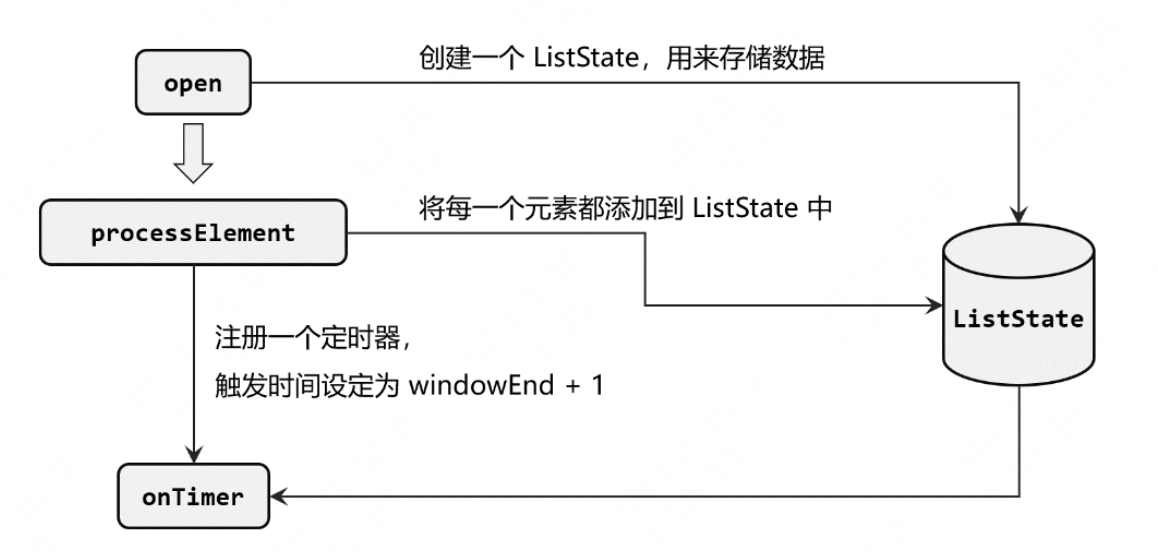 创建一个 ListState，用来存储数据
open
将每一个元素都添加到 ListState 中
processElement
ListState
注册一个定时器，
触发时间设定为 windowEnd + 1
onTimer